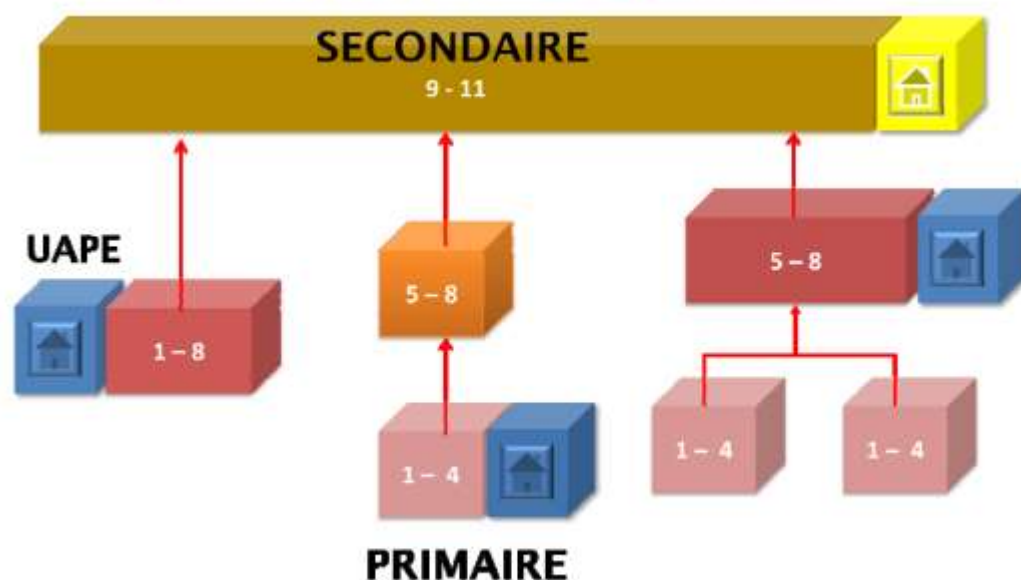 SECONDAIRE
9 - 11
UAPE
1 – 8
5 – 8
5 – 8
1 – 4
1 – 4
1 – 4
PRIMAIRE